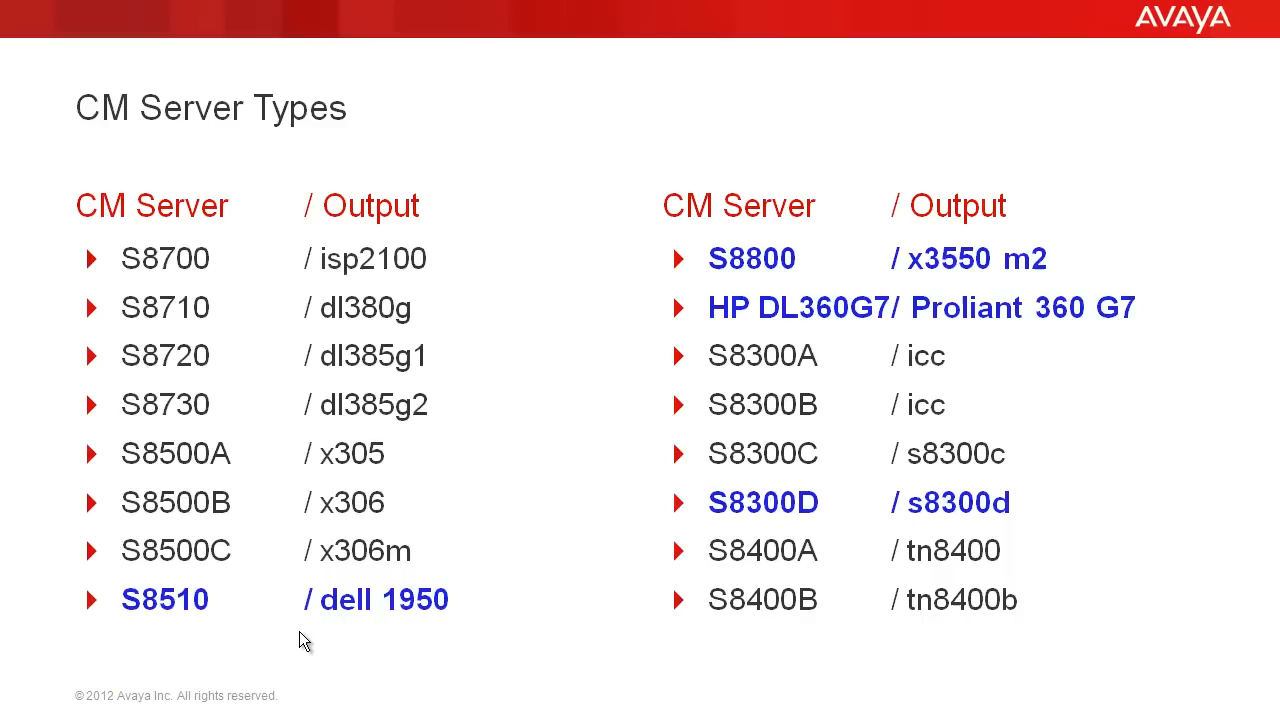 AVAYA
CM Server Types
CM Server / Output
S8700 / isp2100
S8710 / dl380g
S8720 / dl385g1
S8730 / dl385g2
S8500A / x305
S8500B / x306
S8500C / x306m
S8510 / dell 1950
CM Server / Output
S8800 / x3550 m2
HP DL360G7/ Proliant 360 G7
S8300A / icc
S8300B / icc
S8300C / s8300c
S8300D / s8300d
S8400A / tn8400
S8400B / tn8400b
© 2012 Avaya Inc. All rights reserved.